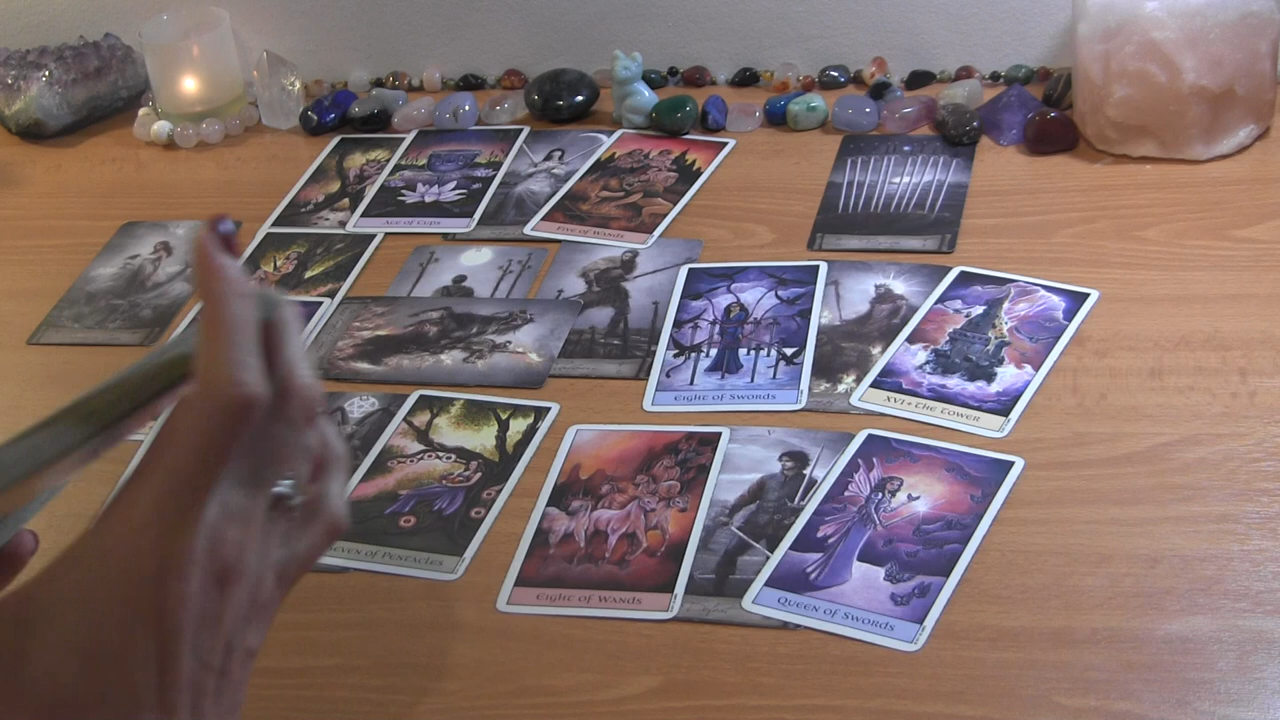 Ace of Cups
Five of Wands
Eight of Swords
XVI • The Tower
Seven of Pentacles
V
Eight of Wands
Queen of Swords